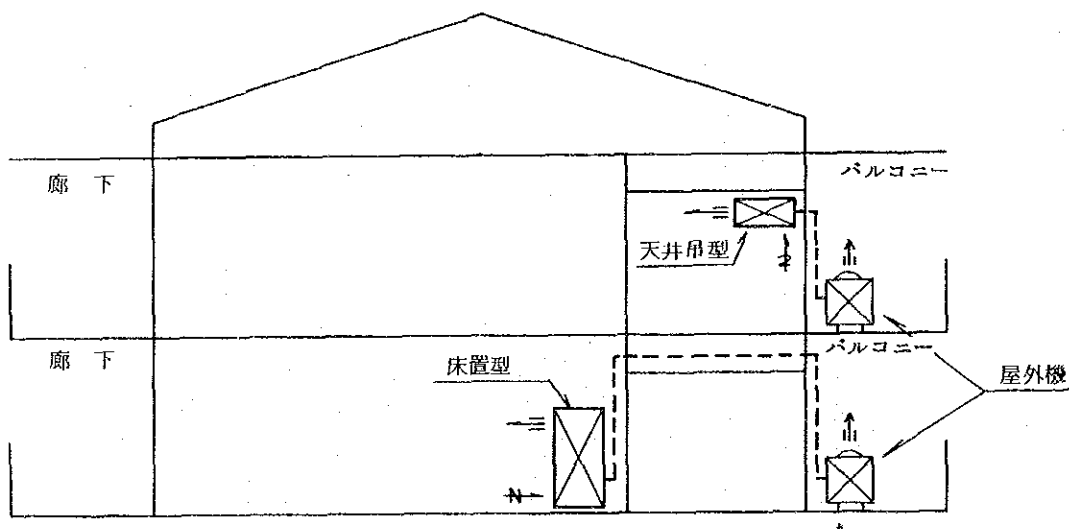 廊 下
バルコニー
天井吊型
廊 下
バルコニー
床置型
屋外機